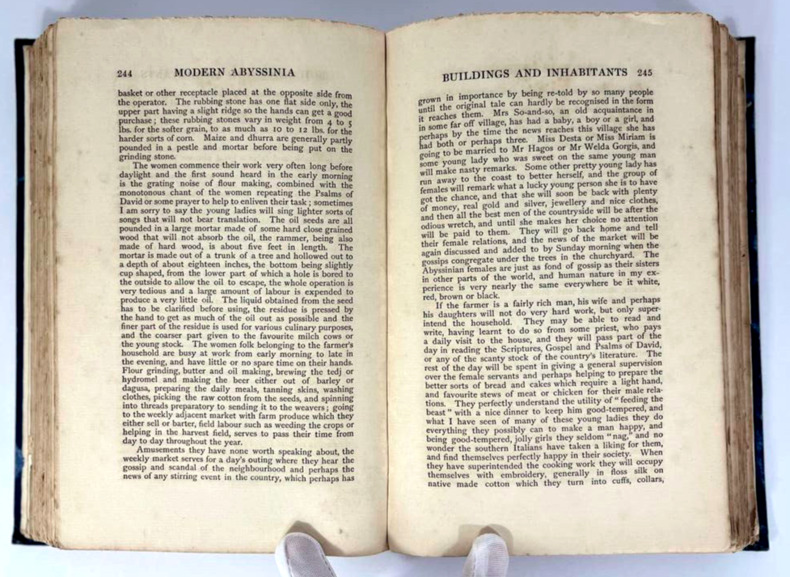 244 MODERN ABYSSINIA
basket or other receptacle placed at the opposite side from
the operator. The rubbing stone has one flat side only, the
upper part having a slight ridge so the hands can get a good
purchase; these rubbing stones vary in weight from 4 to 5
lbs. for the softer grain, to as much as 10 to 12 lbs. for the
harder sorts of corn. Maize and dhurra are generally partly
pounded in a pestle and mortar before being put on the
grinding stone.
The women commence their work very often long before
daylight and the first sound heard in the early morning
is the grating noise of flour making, combined with the
monotonous chant of the women repeating the Psalms of
David or some prayer to help to enliven their task; sometimes
I am sorry to say the young ladies will sing lighter sorts of
songs that will not bear translation. The oil seeds are all
pounded in a large mortar made of some hard close grained
wood that will not absorb the oil, the rammer, being also
made of hard wood, is about five feet in length. The
mortar is made out of a trunk of a tree and hollowed out to
a depth of about eighteen inches, the bottom being slightly
cup shaped, from the lower part of which a hole is bored to
the outside to allow the oil to escape, the whole operation is
very tedious and a large amount of labour is expended to
produce a very little oil. The liquid obtained from the seed
has to be clarified before using, the residue is pressed by
the hand to get as much of the oil out as possible and the
finer part of the residue is used for various culinary purposes,
and the coarser part given to the favourite milch cows or
the young stock. The women folk belonging to the farmer's
household are busy at work from early morning to late in
the evening, and have little or no spare time on their hands.
Flour grinding, butter and oil making, brewing the tedj or
hydromel and making the beer either out of barley or
dagusa, preparing the daily meals, tanning skins, washing
clothes, picking the raw cotton from the seeds, and spinning
into threads preparatory to sending it to the weavers; going
to the weekly adjacent market with farm produce which they
either sell or barter, field labour such as weeding the crops or
helping in the harvest field, serves to pass their time from
day to day throughout the year.
Amusements they have none worth speaking about, the
weekly market serves for a day's outing where they hear the
gossip and scandal of the neighbourhood and perhaps the
news of any stirring event in the country, which perhaps has
BUILDINGS AND INHABITANTS 245
grown in importance by being re-told by so many people
until the original tale can hardly be recognised in the form
it reaches them. Mrs So-and-so, an old acquaintance in
in some far off village, has had a baby, a boy or a girl, and
perhaps by the time the news reaches this village she has
had both or perhaps three. Miss Desta or Miss Miriam is
going to be married to Mr Hagos or Mr Welda Gorgis, and
some young lady who was sweet on the same young man
will make nasty remarks. Some other pretty young lady has
run away to the coast to better herself, and the group of
females will remark what a lucky young person she is to have
got the chance, and that she will soon be back with plenty
of money, real gold and silver, jewellery and nice clothes,
and then all the best men of the countryside will be after the
odious wretch, and until she makes her choice no attention
will be paid to them. They will go back home and tell
their female relations, and the news of the market will be
again discussed and added to by Sunday morning when the
gossips congregate under the trees in the churchyard. The
Abyssinian females are just as fond of gossip as their sisters
in other parts of the world, and human nature in my ex-
perience is very nearly the same everywhere be it white,
red, brown or black.
If the farmer is a fairly rich man, his wife and perhaps
his daughters will not do very hard work, but only super-
intend the household. They may be able to read and
write, having learnt to do so from some priest, who pays
a daily visit to the house, and they will pass part of the
day in reading the Scriptures, Gospel and Psalms of David,
or any of the scanty stock of the country's literature. The
rest of the day will be spent in giving a general supervision
over the female servants and perhaps helping to prepare the
better sorts of bread and cakes which require a light hand,
and favourite stews of meat or chicken for their male rela-
tions. They perfectly understand the utility of "feeding the
beast" with a nice dinner to keep him good-tempered, and
what I have seen of many of these young ladies they do
everything they possibly can to make a man happy, and
being good-tempered, jolly girls they seldom "nag," and no
wonder the southern Italians have taken a liking for them,
and find themselves perfectly happy in their society. When
they have superintended the cooking work they will occupy
themselves with embroidery, generally in floss silk on
native made cotton which they turn into cuffs, collars,